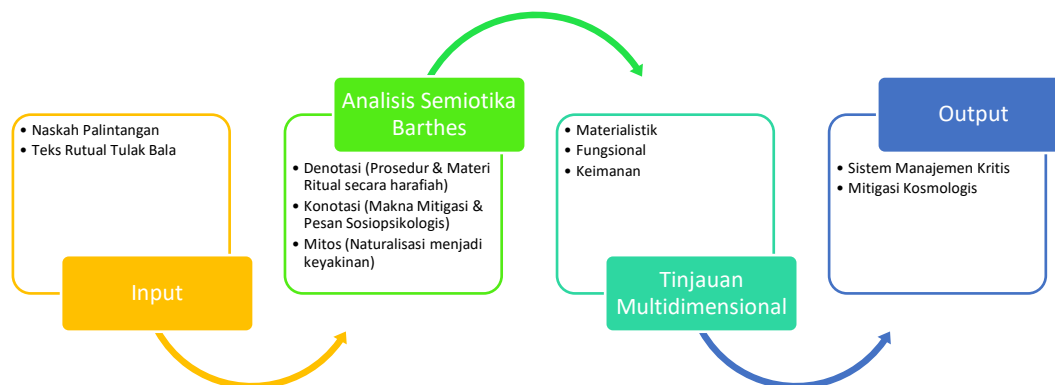 • Naskah Palintangan
• Teks Rutual Tulak Bala
Input
Analisis Semiotika
Barthes
• Denotasi (Prosedur & Materi
Ritual secara harafiah)
• Konotasi (Makna Mitigasi &
Pesan Sosiopsikologis)
• Mitos (Naturalisasi menjadi
keyakinan)
• Materialistik
• Fungsional
• Keimanan
Tinjauan
Multidimensional
Output
• Sistem Manajemen Kritis
• Mitigasi Kosmologis